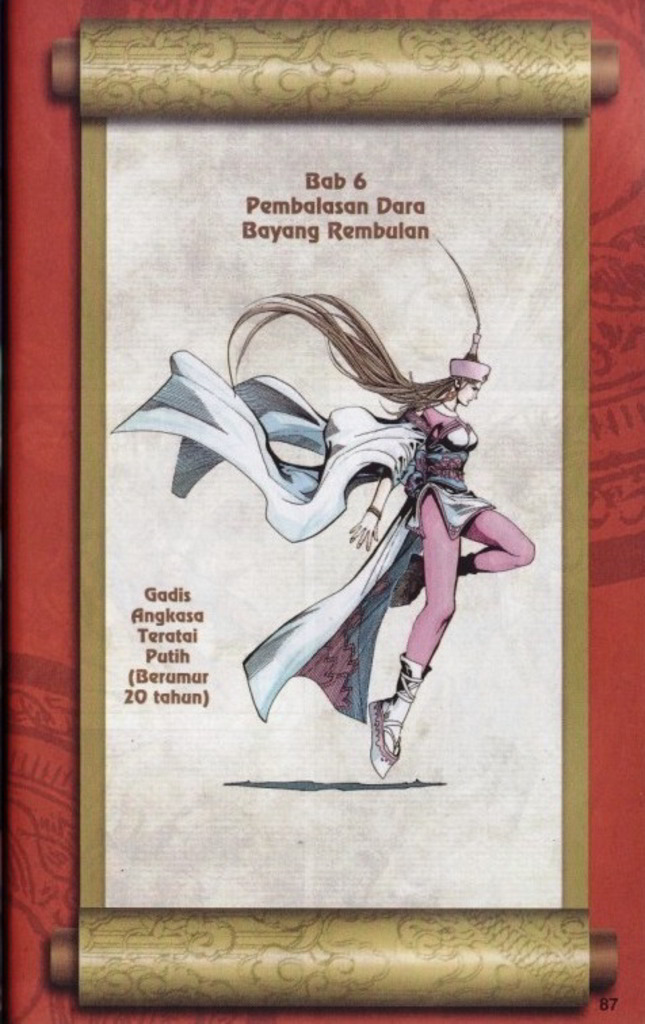 Bab 6
Pembalasan Dara
Bayang Rembulan
Gadis
Angkasa
Teratai
Putih
(Berumur
20 tahun)
87